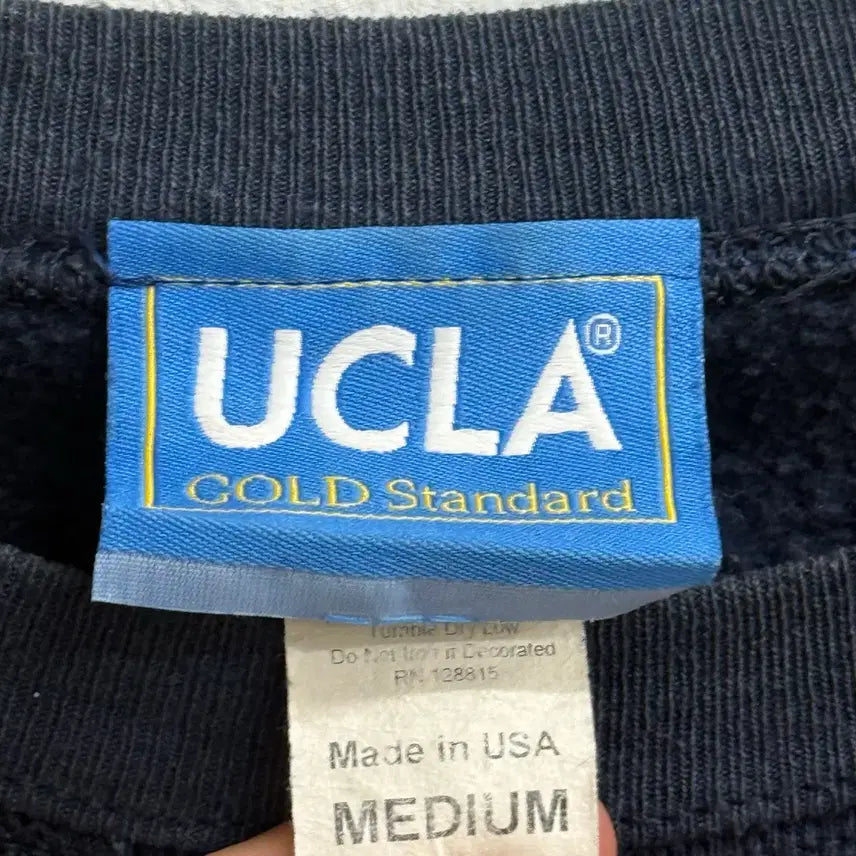 UCLA®
GOLD Standard
Tumble Dry Low
Do Not Iron if Decorated
RN 128815
Made in USA
MEDIUM